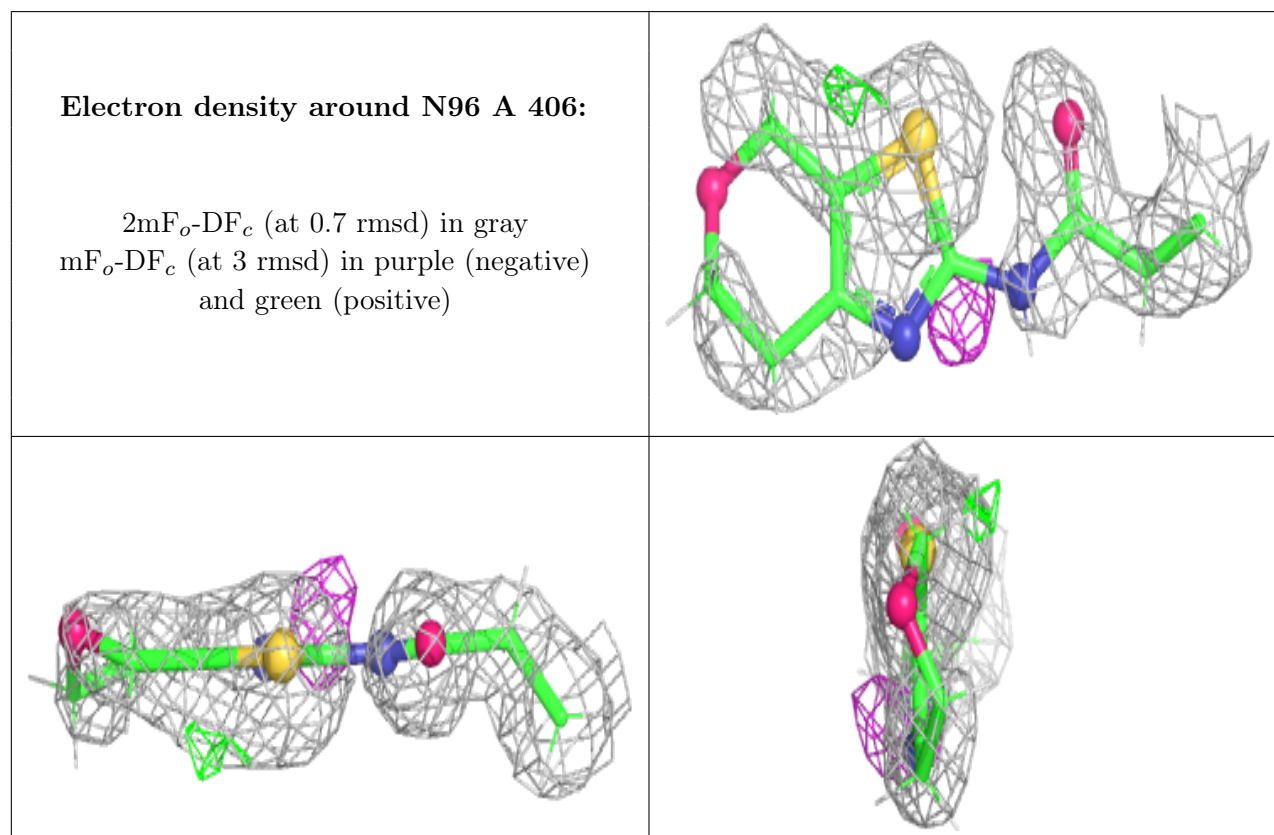 Electron density around N96 A 406:
2mFo-DFc (at 0.7 rmsd) in gray
mFo-DFc (at 3 rmsd) in purple (negative)
and green (positive)